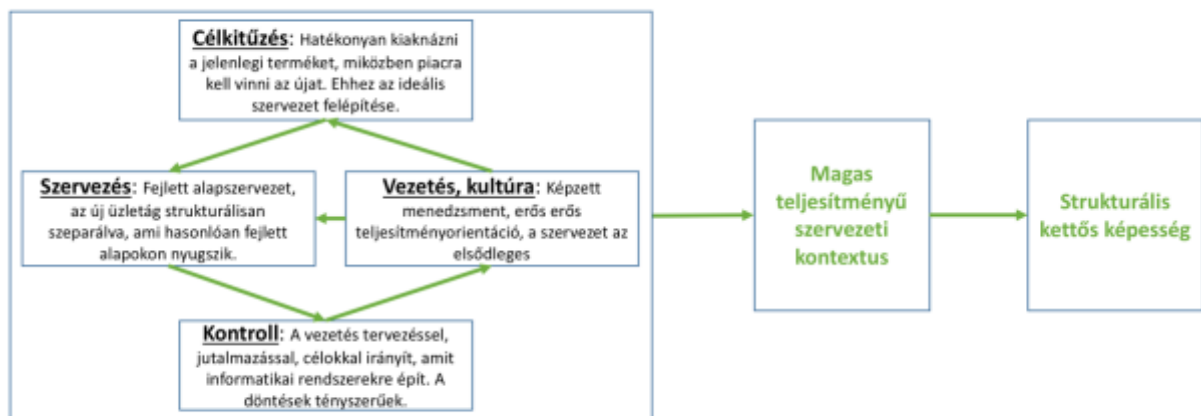 Célkitűzés: Hatékonyan kiaknázni
a jelenlegi terméket, miközben piacra
kell vinni az újat. Ehhez az ideális
szervezet felépítése.
Szervezés: Fejlett alapszervezet,
az új üzletág strukturálisan
szeparálva, ami hasonlóan fejlett
alapokon nyugszik.
Vezetés, kultúra: Képzett
menedzsment, erős erős
teljesítményorientáció, a szervezet az
elsődleges
Kontroll: A vezetés tervezéssel,
jutalmazással, célokkal irányít, amit
informatikai rendszerekre épít. A
döntések tényszerűek.
Magas
teljesítményű
szervezeti
kontextus
Strukturális
kettős képesség